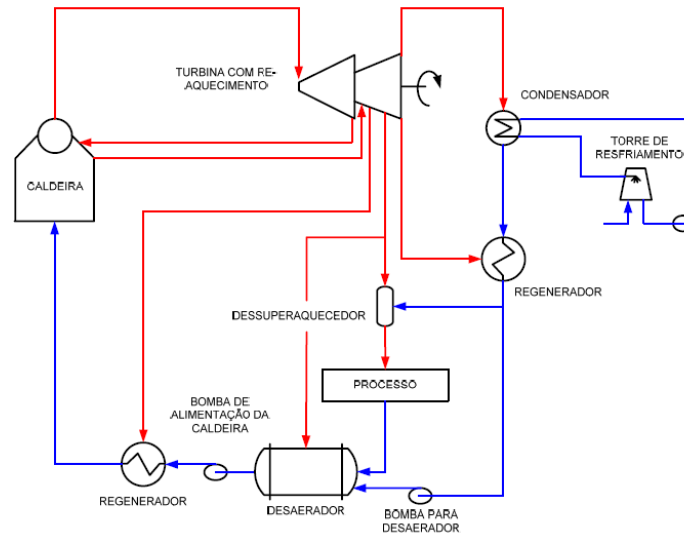 TURBINA COM RE-
AQUECIMENTO
CONDENSADOR
TORRE DE
RESFRIAMENTO
CALDEIRA
REGENERADOR
DESSUPERAQUECEDOR
PROCESSO
BOMBA DE
ALIMENTAÇÃO DA
CALDEIRA
REGENERADOR
DESAERADOR
BOMBA PARA
DESAERADOR